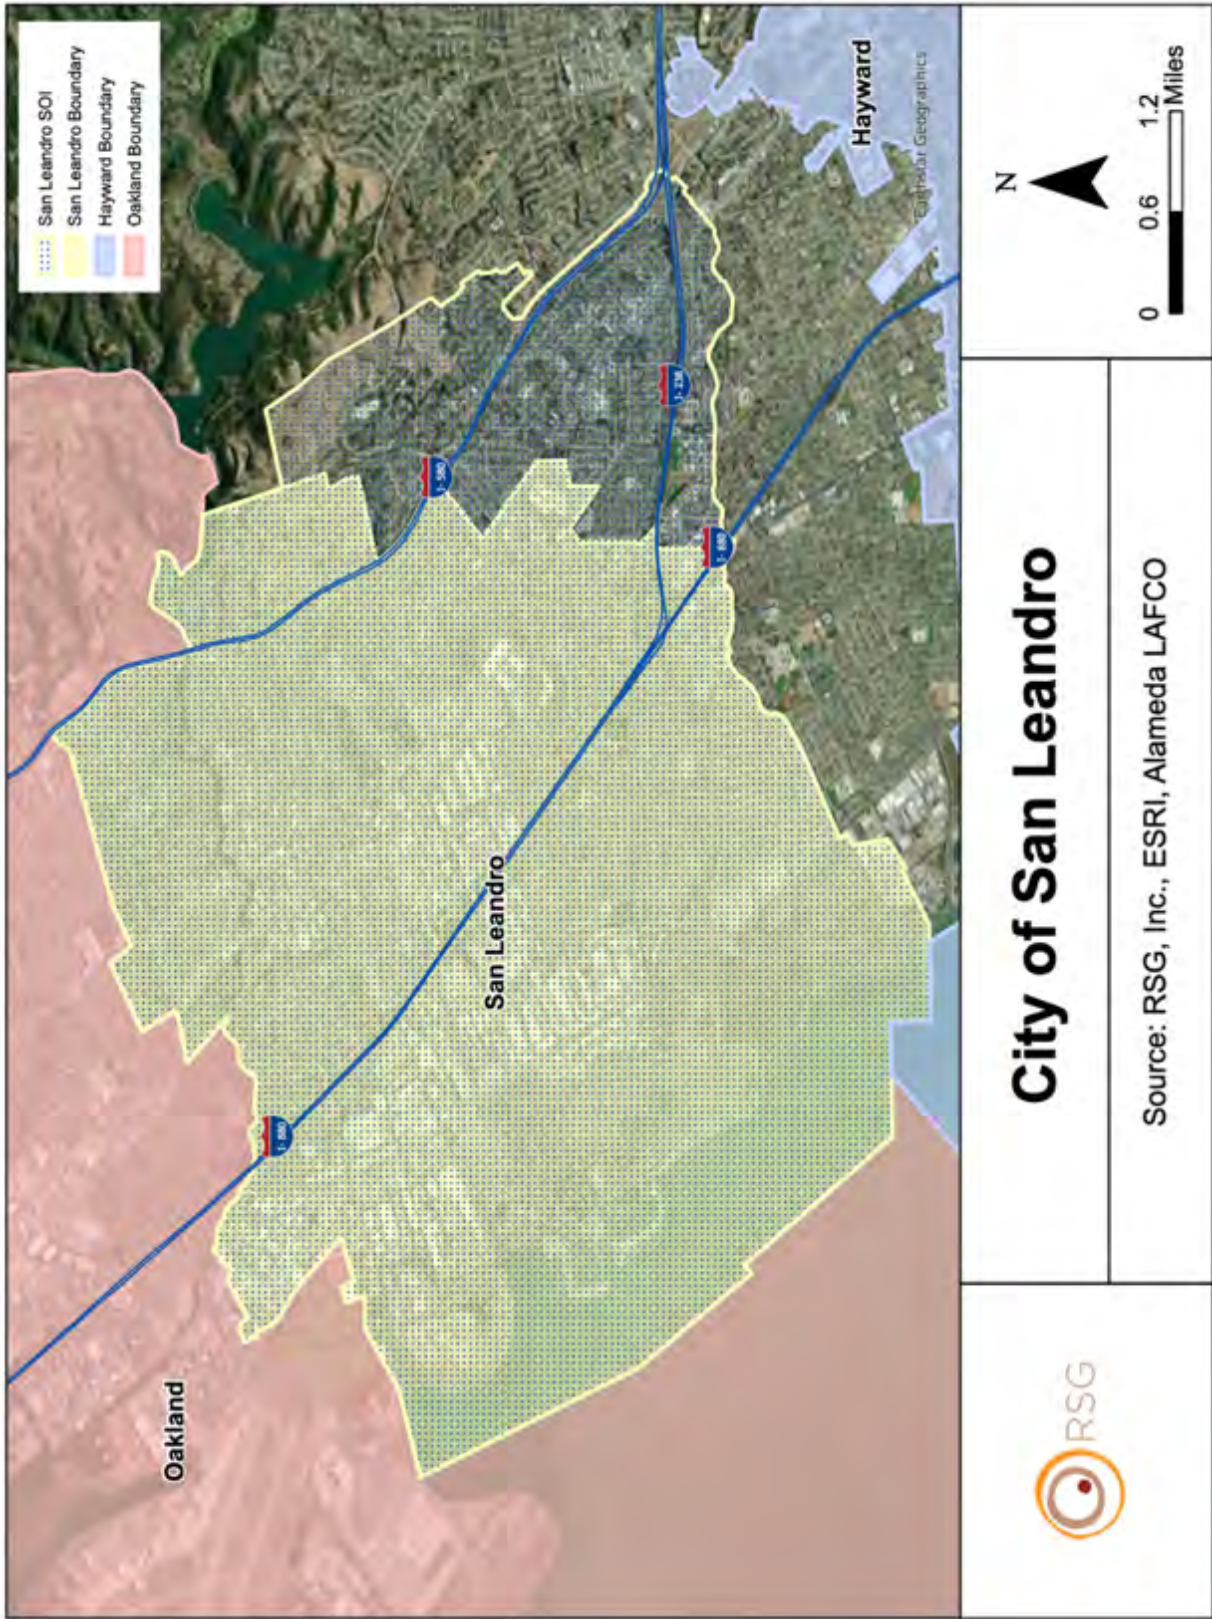 San Leandro SOI
San Leandro Boundary
Hayward Boundary
Oakland Boundary
Oakland
San Leandro
Hayward
I- 880
I- 580
I- 238
I- 880
Earthstar Geographics
RSG
City of San Leandro
Source: RSG, Inc., ESRI, Alameda LAFCO
N
0 0.6 1.2
Miles